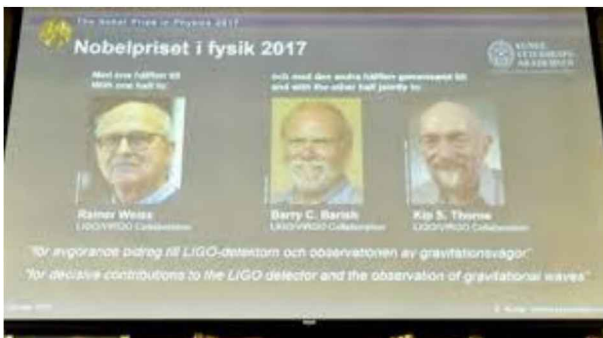 The Nobel Prize in Physics 2017
Nobelpriset i fysik 2017
KUNGL.
VETENSKAPS-
AKADEMIEN
Med ena hälften till
With one half to:
och med den andra hälften gemensamt till
and with the other half jointly to:
Rainer Weiss
LIGO/VIRGO Collaboration
Barry C. Barish
LIGO/VIRGO Collaboration
Kip S. Thorne
LIGO/VIRGO Collaboration
"för avgörande bidrag till LIGO-detektorn och observationen av gravitationsvågor"
"for decisive contributions to the LIGO detector and the observation of gravitational waves"